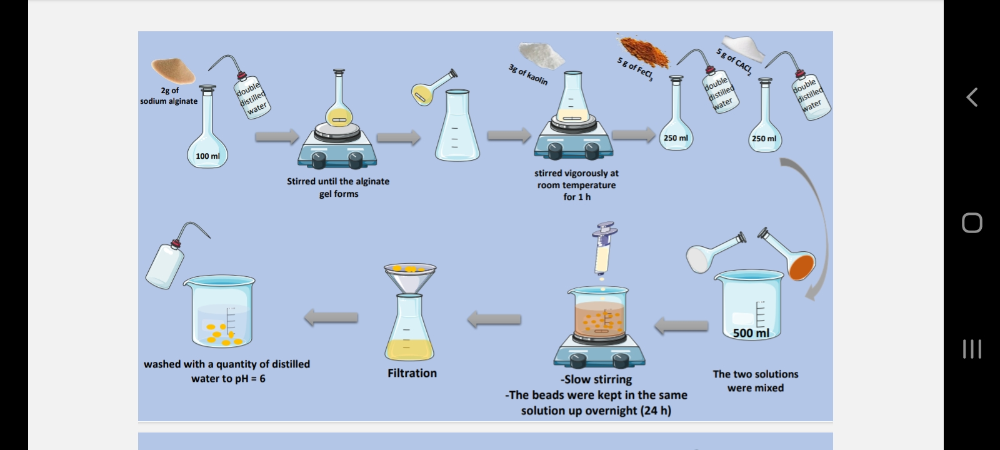 2g of
sodium alginate
double
distilled
water
100 ml
Stirred until the alginate
gel forms
3g of kaolin
stirred vigorously at
room temperature
for 1 h
5 g of FeCl3
double
distilled
water
250 ml
5 g of CACl2
double
distilled
water
250 ml
500 ml
The two solutions
were mixed
-Slow stirring
-The beads were kept in the same
solution up overnight (24 h)
Filtration
washed with a quantity of distilled
water to pH = 6